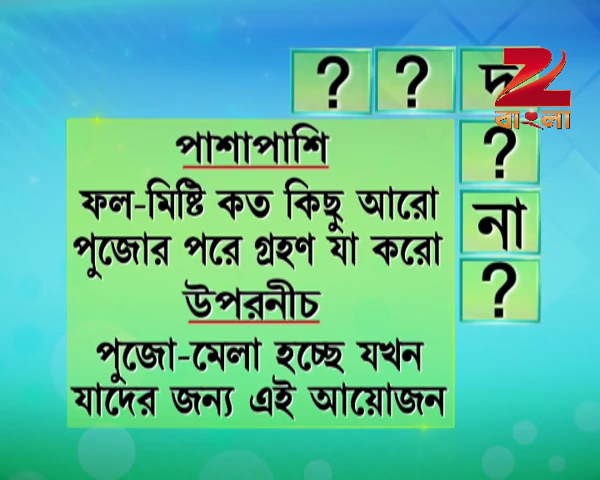 ? ? দ
বাংলা
?
না
?
পাশাপাশি
ফল-মিষ্টি কত কিছু আরো
পুজোর পরে গ্রহণ যা করো
উপরনীচ
পুজো-মেলা হচ্ছে যখন
যাদের জন্য এই আয়োজন